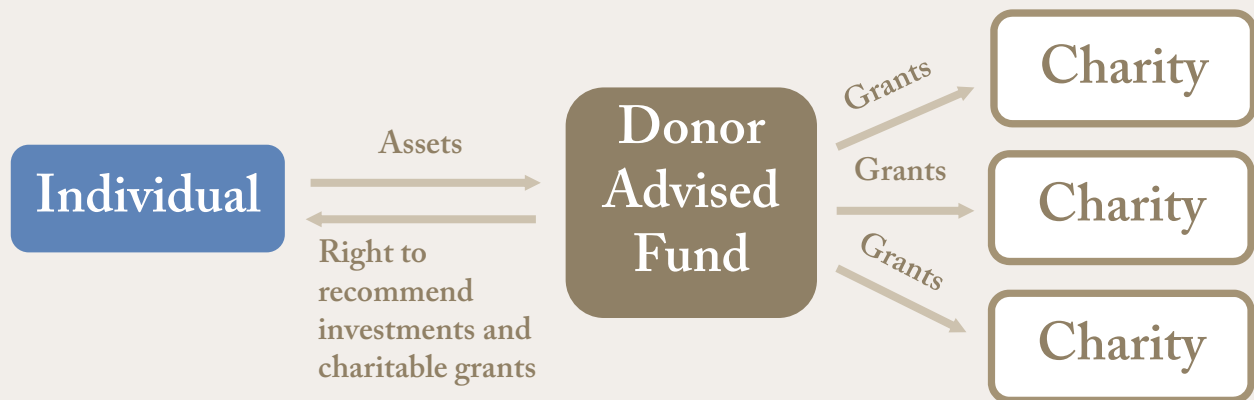 Individual
Assets
Right to
recommend
investments and
charitable grants
Donor
Advised
Fund
Grants
Grants
Grants
Charity
Charity
Charity